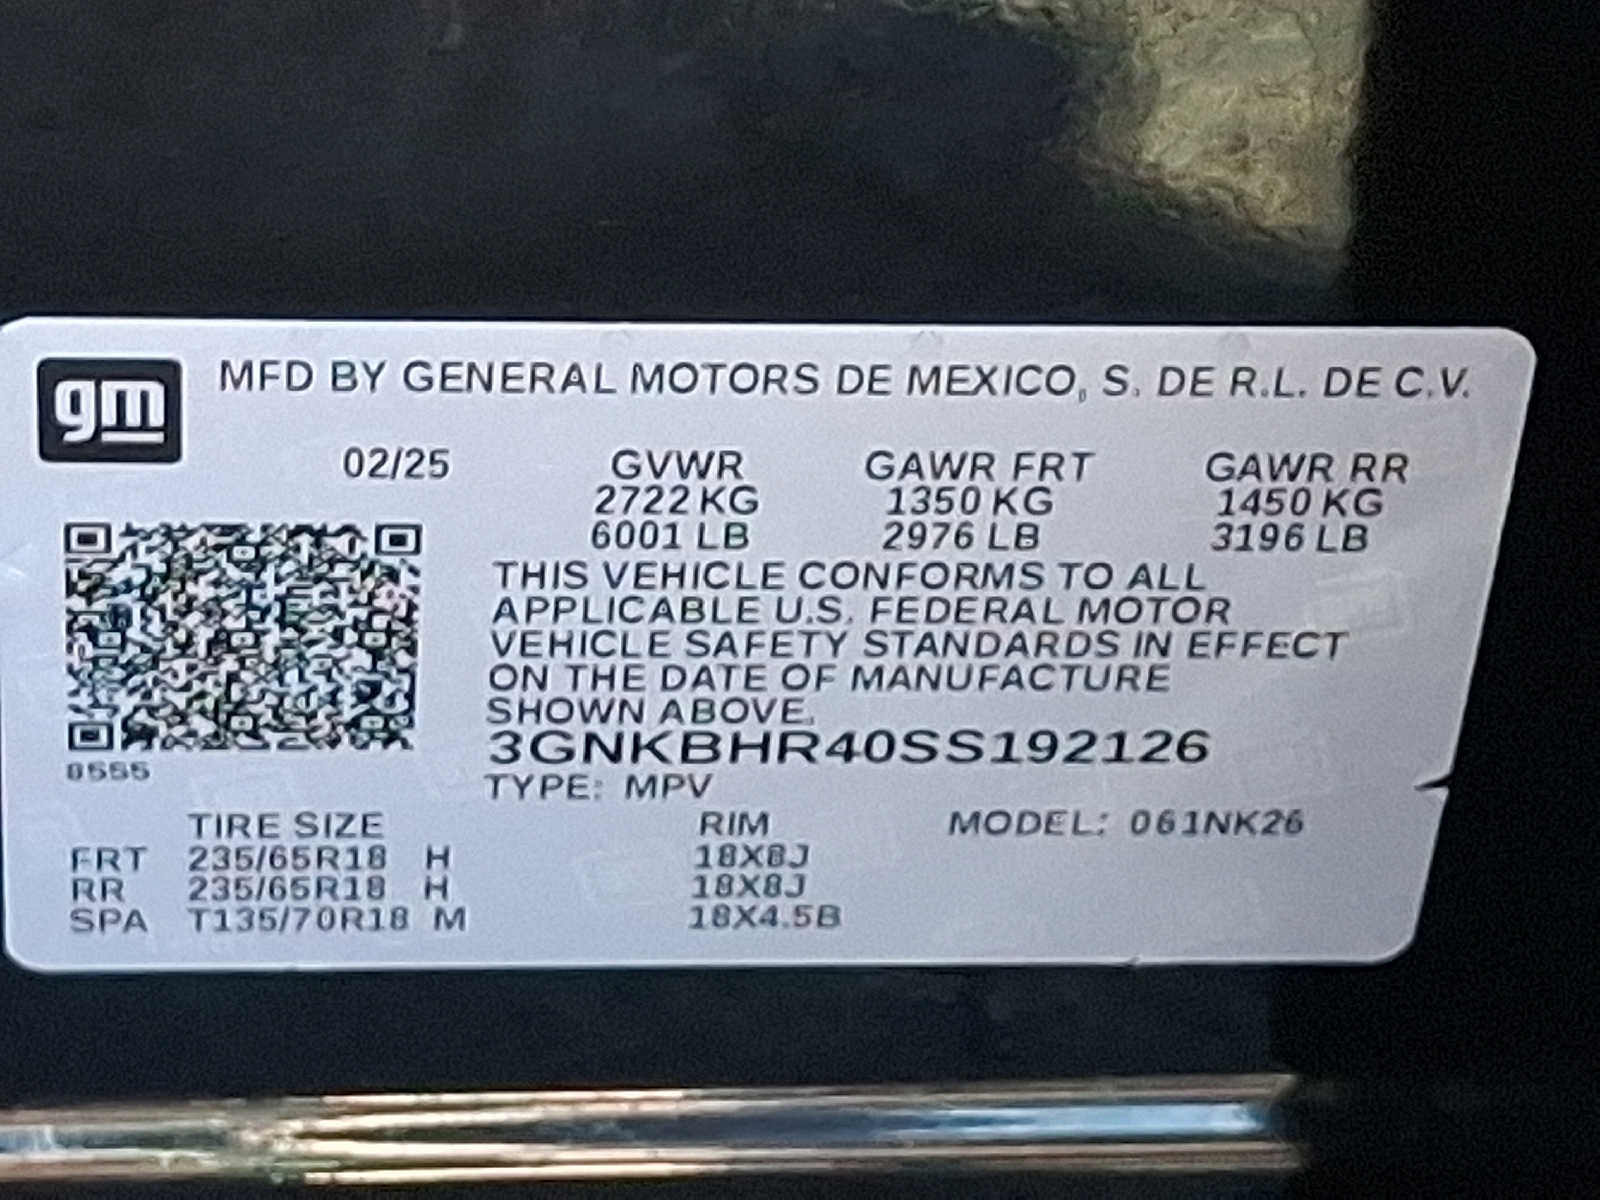 gm
MFD BY GENERAL MOTORS DE MEXICO, S. DE R.L. DE C.V.
02/25 GVWR GAWR FRT GAWR RR
2722 KG 1350 KG 1450 KG
6001 LB 2976 LB 3196 LB
THIS VEHICLE CONFORMS TO ALL
APPLICABLE U.S. FEDERAL MOTOR
VEHICLE SAFETY STANDARDS IN EFFECT
ON THE DATE OF MANUFACTURE
SHOWN ABOVE.
3GNKBHR40SS192126
8555
TYPE: MPV
TIRE SIZE RIM MODEL: 061NK26
FRT 235/65R18 H 18X8J
RR 235/65R18 H 18X8J
SPA T135/70R18 M 18X4.5B